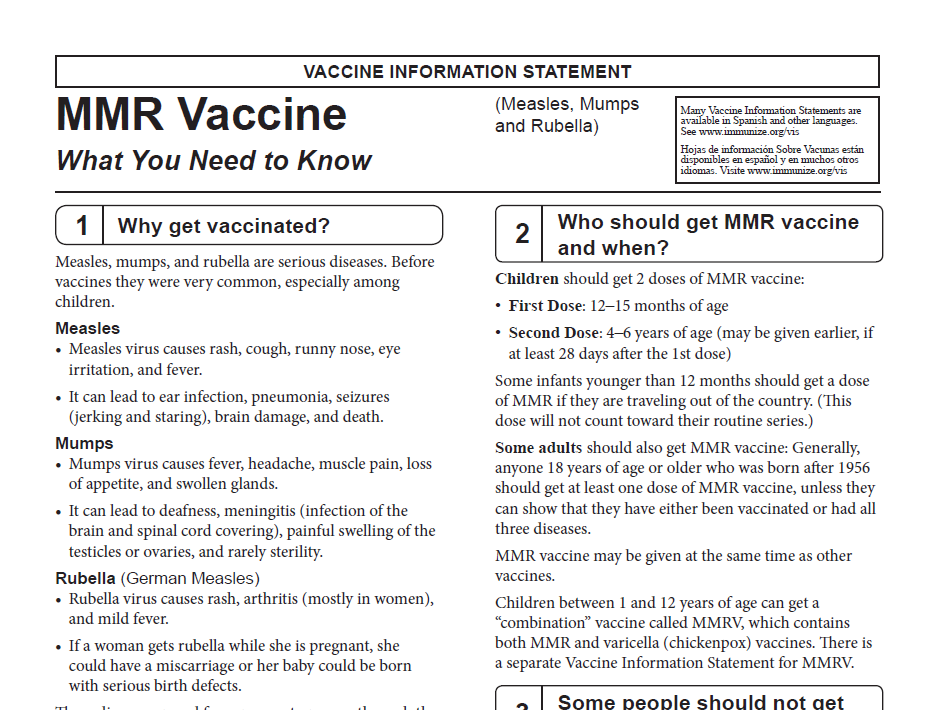 VACCINE INFORMATION STATEMENT
MMR Vaccine
What You Need to Know
(Measles, Mumps
and Rubella)
Many Vaccine Information Statements are
available in Spanish and other languages.
See www.immunize.org/vis
Hojas de información Sobre Vacunas están
disponibles en español y en muchos otros
idiomas. Visite www.immunize.org/vis
1 Why get vaccinated?
Measles, mumps, and rubella are serious diseases. Before
vaccines they were very common, especially among
children.
Measles
• Measles virus causes rash, cough, runny nose, eye
irritation, and fever.
• It can lead to ear infection, pneumonia, seizures
(jerking and staring), brain damage, and death.
Mumps
• Mumps virus causes fever, headache, muscle pain, loss
of appetite, and swollen glands.
• It can lead to deafness, meningitis (infection of the
brain and spinal cord covering), painful swelling of the
testicles or ovaries, and rarely sterility.
Rubella (German Measles)
• Rubella virus causes rash, arthritis (mostly in women),
and mild fever.
• If a woman gets rubella while she is pregnant, she
could have a miscarriage or her baby could be born
with serious birth defects.
2 Who should get MMR vaccine
and when?
Children should get 2 doses of MMR vaccine:
• First Dose: 12–15 months of age
• Second Dose: 4–6 years of age (may be given earlier, if
at least 28 days after the 1st dose)
Some infants younger than 12 months should get a dose
of MMR if they are traveling out of the country. (This
dose will not count toward their routine series.)
Some adults should also get MMR vaccine: Generally,
anyone 18 years of age or older who was born after 1956
should get at least one dose of MMR vaccine, unless they
can show that they have either been vaccinated or had all
three diseases.
MMR vaccine may be given at the same time as other
vaccines.
Children between 1 and 12 years of age can get a
“combination” vaccine called MMRV, which contains
both MMR and varicella (chickenpox) vaccines. There is
a separate Vaccine Information Statement for MMRV.
Some people should not get